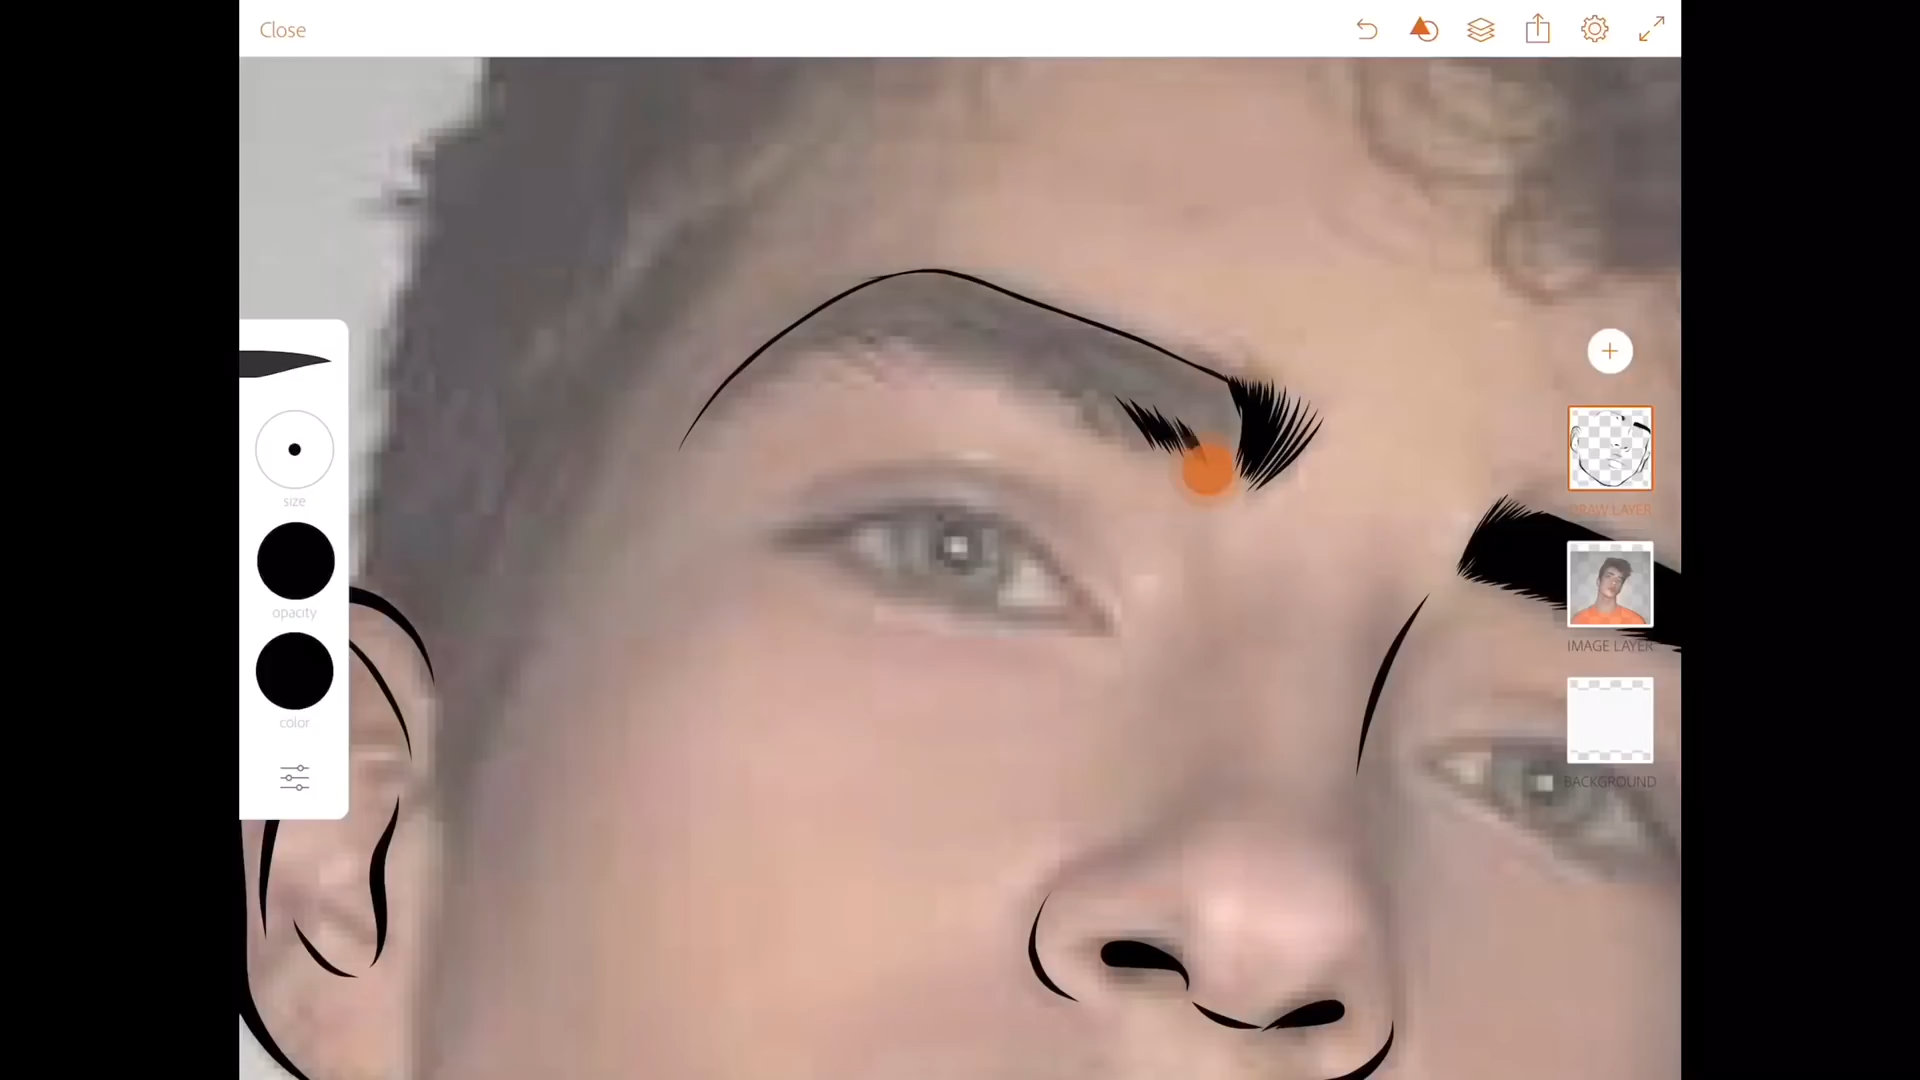 Close
size
opacity
color
DRAW LAYER
IMAGE LAYER
BACKGROUND